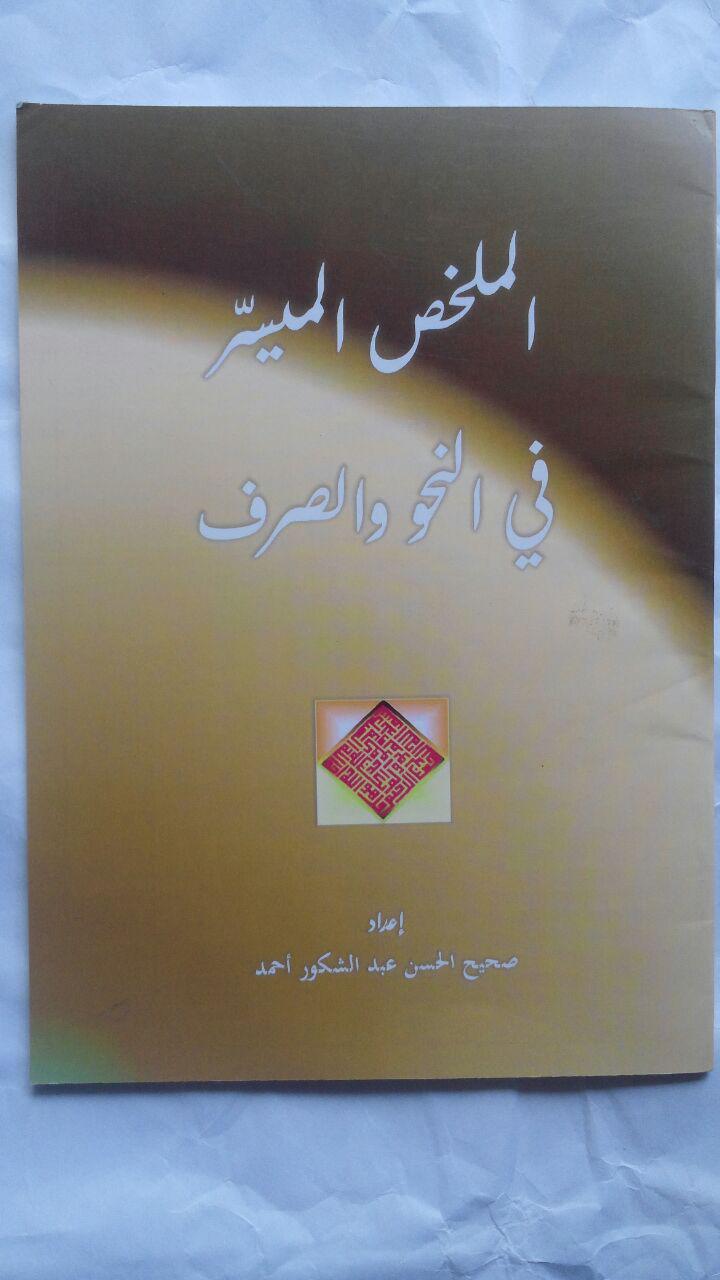 الملخص الميسّر
في النحو والصرف
إعداد
صحيح الحسن عبد الشكور أحمد